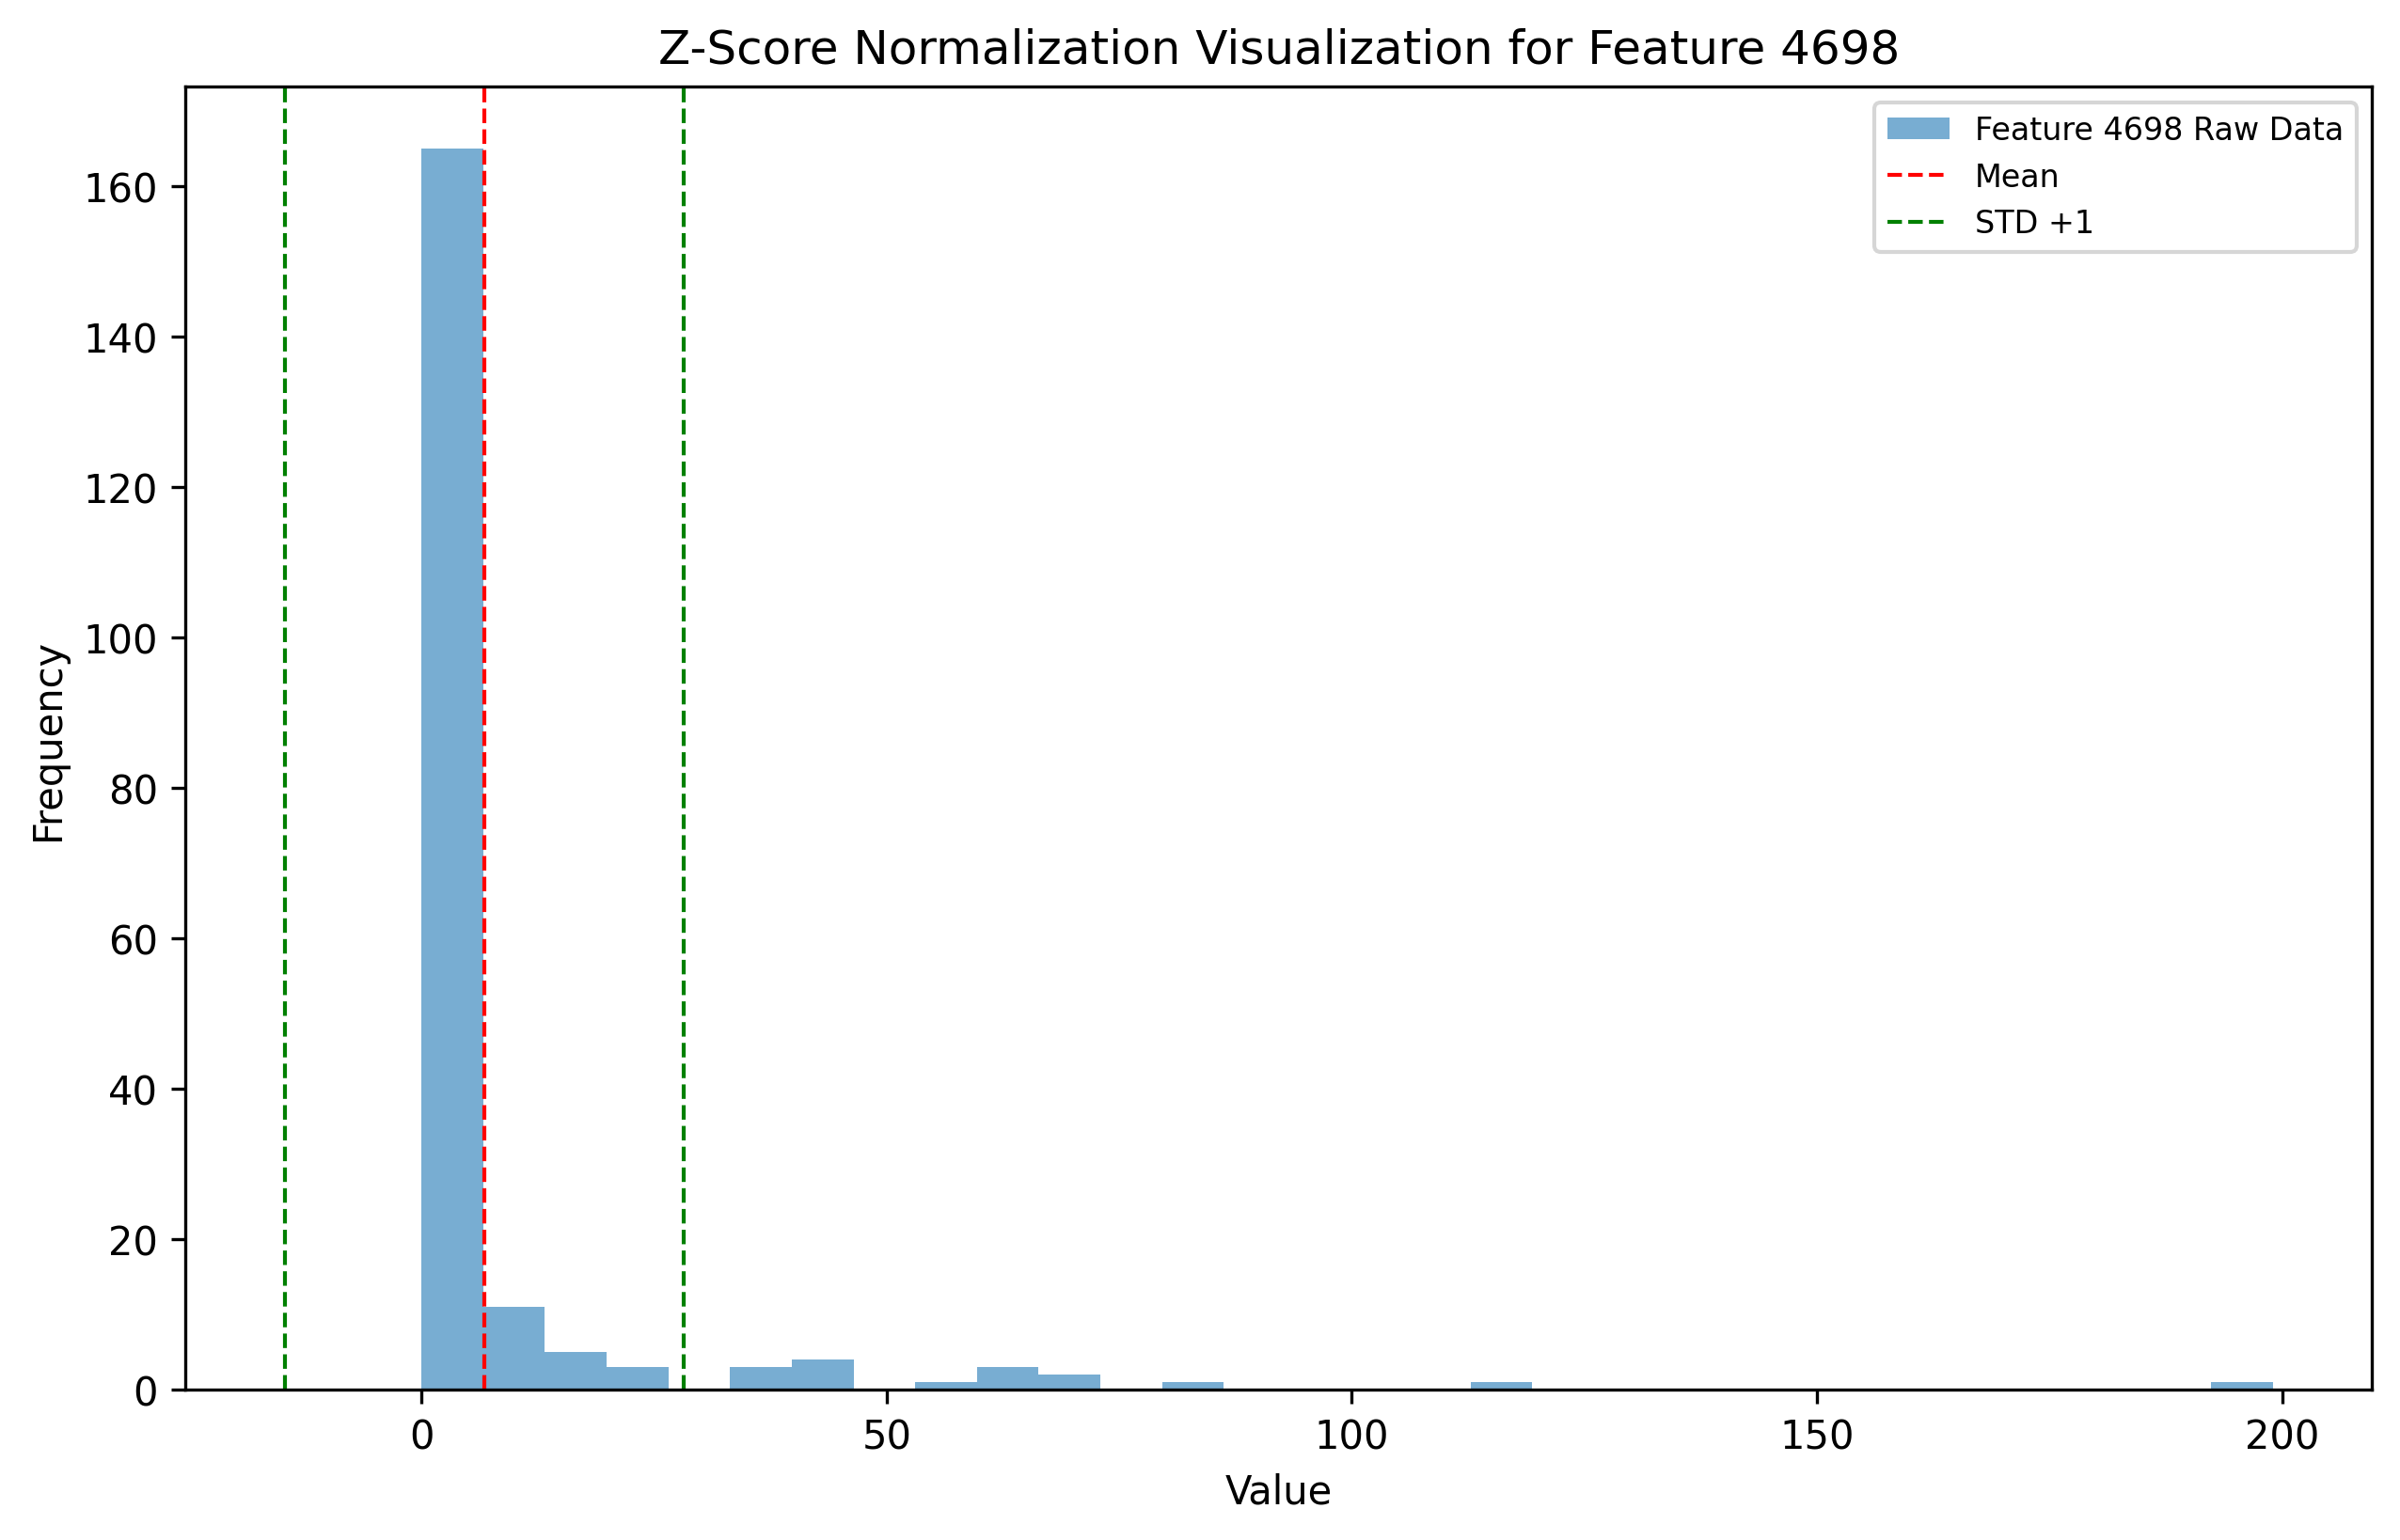 Z-Score Normalization Visualization for Feature 4698
Feature 4698 Raw Data
Mean
STD +1
160
140
120
100
80
60
40
20
0
Frequency
0 50 100 150 200
Value